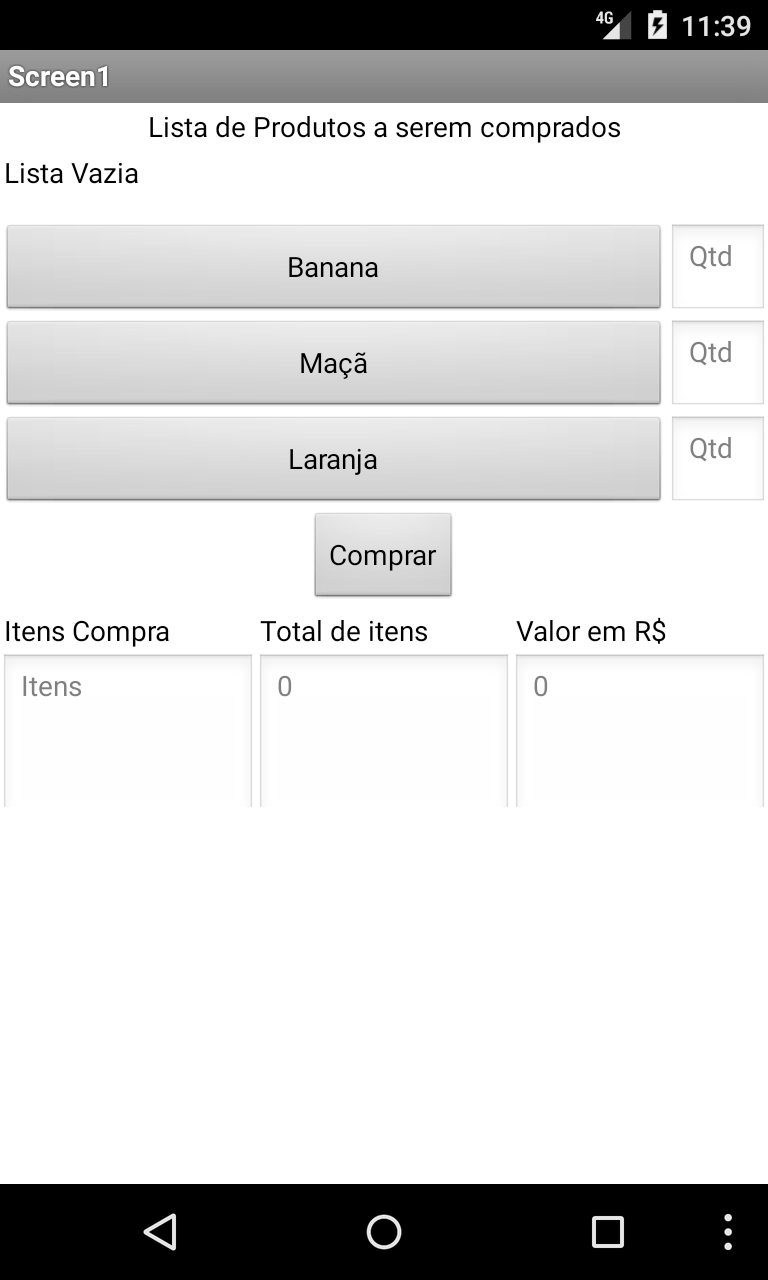 4G 11:39
Screen1
Lista de Produtos a serem comprados
Lista Vazia
Banana Qtd
Maçã Qtd
Laranja Qtd
Comprar
Itens Compra Total de itens Valor em R$
Itens 0 0